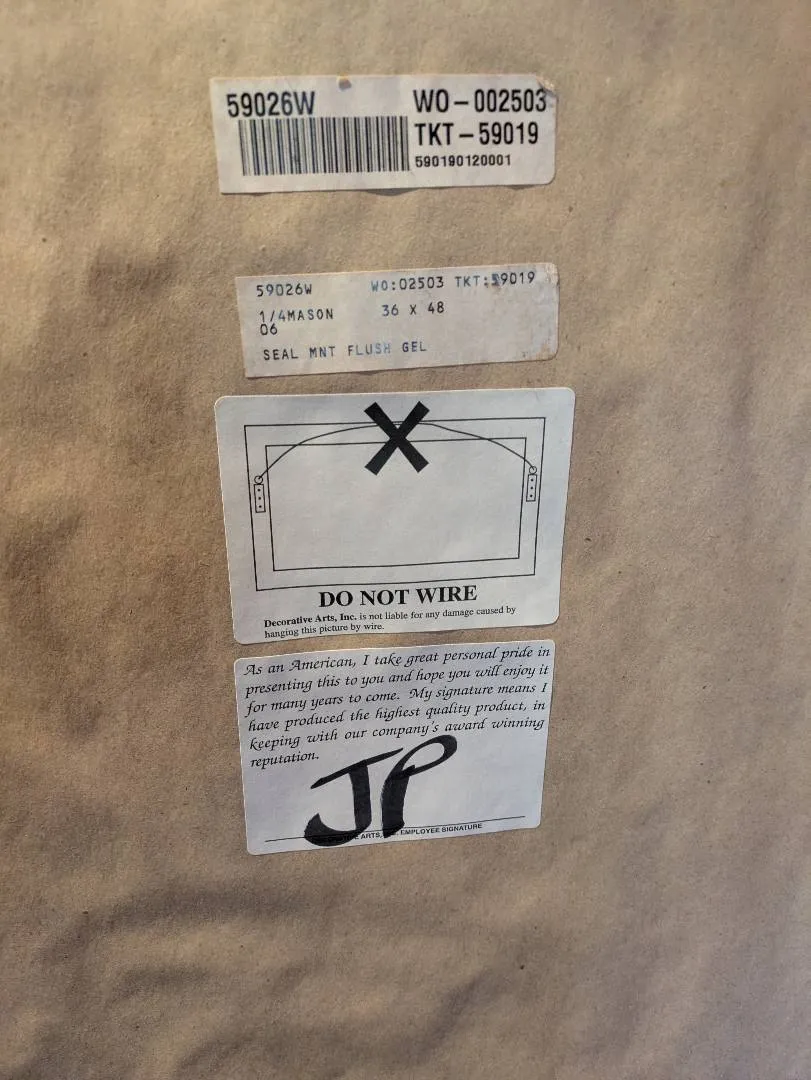 59026W
WO-002503
TKT-59019
590190120001
59026W WO:02503 TKT:59019
1/4MASON 36 X 48
06
SEAL MNT FLUSH GEL
DO NOT WIRE
Decorative Arts, Inc. is not liable for any damage caused by
hanging this picture by wire.
As an American, I take great personal pride in
presenting this to you and hope you will enjoy it
for many years to come. My signature means I
have produced the highest quality product, in
keeping with our company's award winning
reputation.
JP
ARTS, EMPLOYEE SIGNATURE